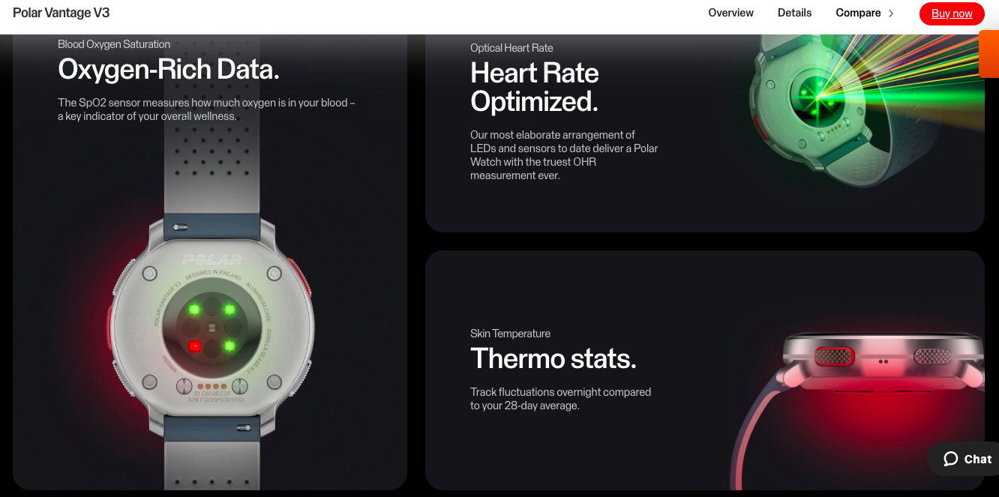 Polar Vantage V3
Overview
Details
Compare
Buy now
Blood Oxygen Saturation
Oxygen-Rich Data.
The SpO2 sensor measures how much oxygen is in your blood –
a key indicator of your overall wellness.
POLAR
POLAR VANTAGE V3
DESIGNED IN FINLAND
ALUMINIUM CASE
GORILLA GLASS 3.0
WR50M
ID C859EC2F
S/N F3235P2301052
Optical Heart Rate
Heart Rate
Optimized.
Our most elaborate arrangement of
LEDs and sensors to date deliver a Polar
Watch with the truest OHR
measurement ever.
Skin Temperature
Thermo stats.
Track fluctuations overnight compared
to your 28-day average.
Chat